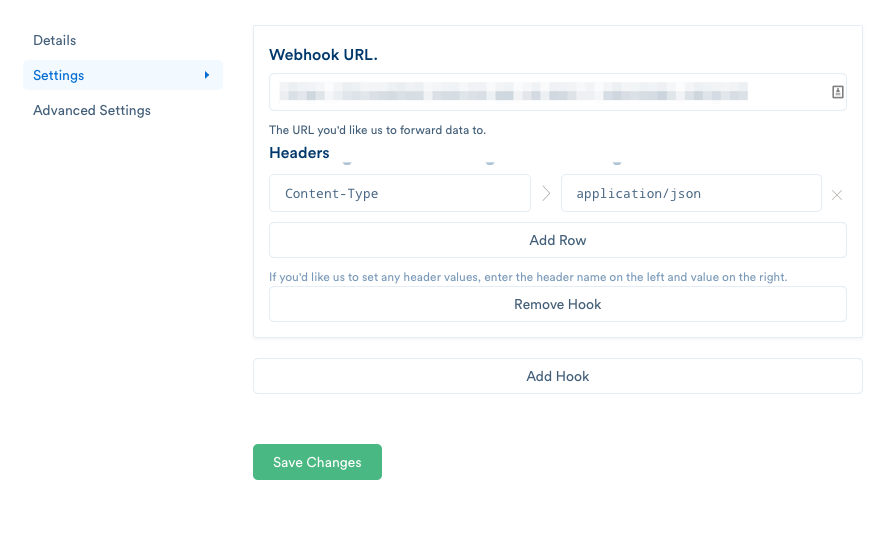 Details
Settings
Advanced Settings
Webhook URL.
The URL you'd like us to forward data to.
Headers
Content-Type
application/json
Add Row
If you'd like us to set any header values, enter the header name on the left and value on the right.
Remove Hook
Add Hook
Save Changes